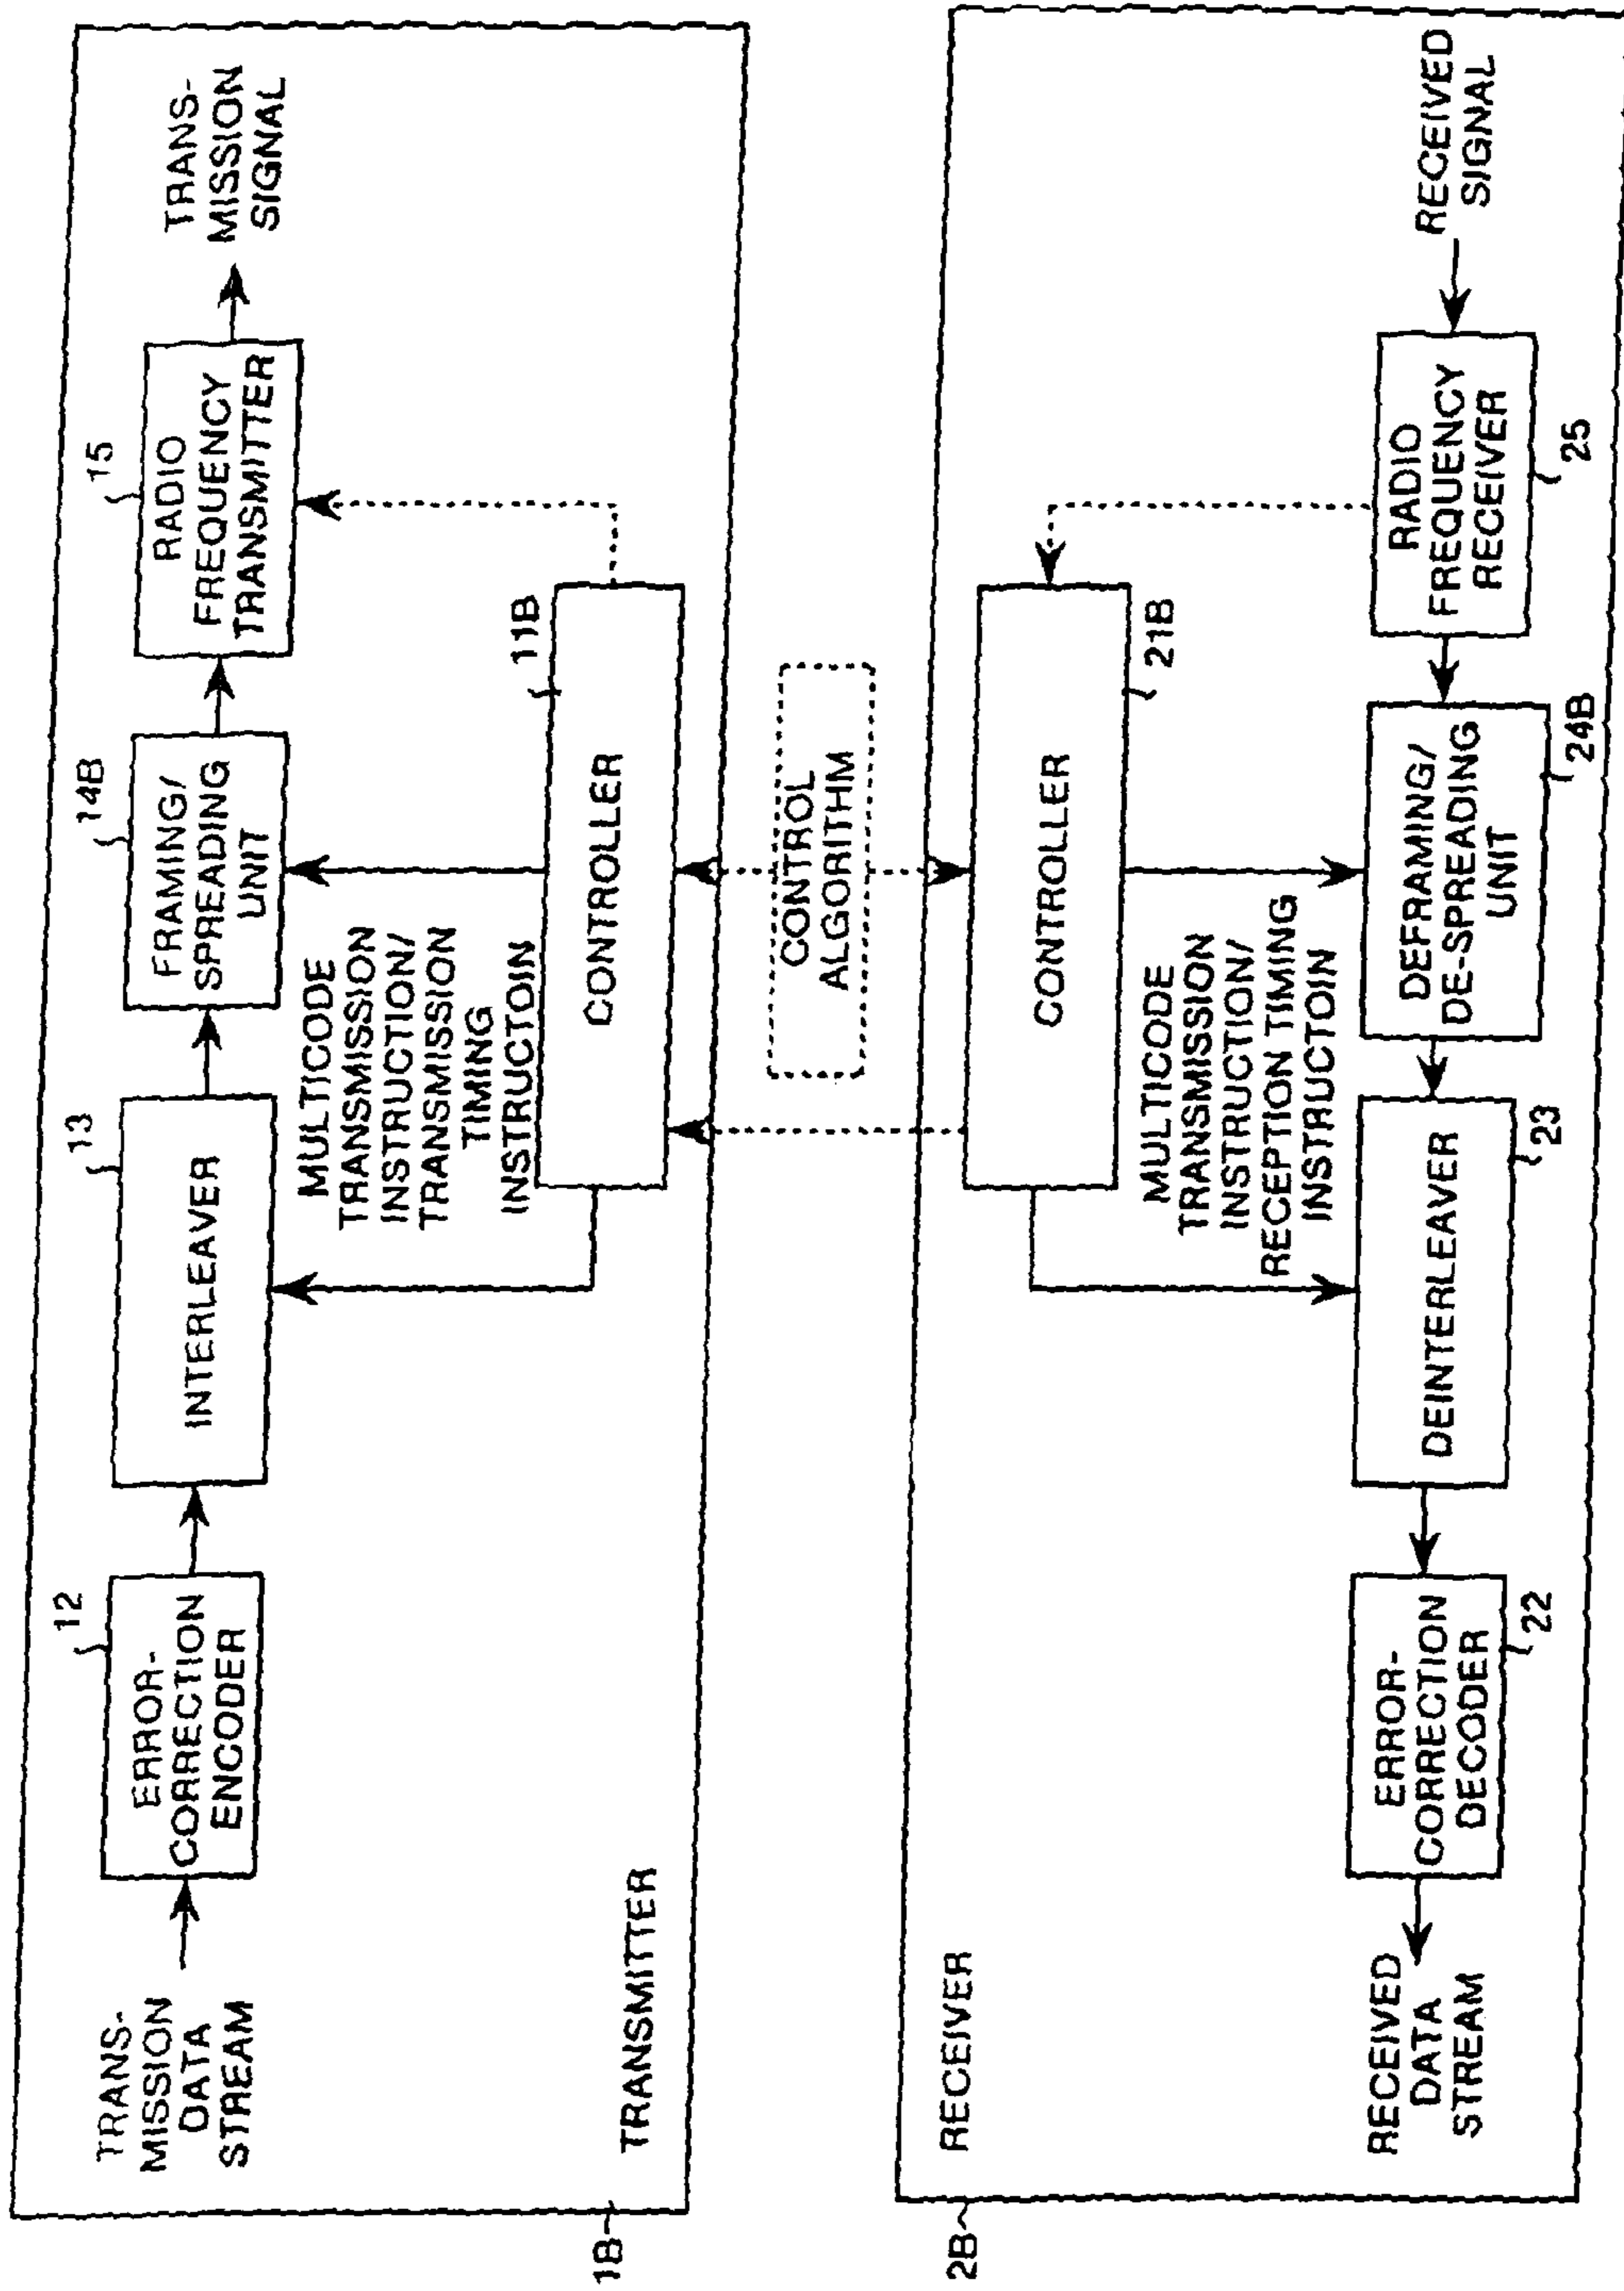 TRANS-
MISSION
DATA
STREAM
12
ERROR-
CORRECTION
ENCODER
13
INTERLEAVER
14B
FRAMING/
SPREADING
UNIT
15
RADIO
FREQUENCY
TRANSMITTER
TRANS-
MISSION
SIGNAL
MULTICODE
TRANSMISSION
INSTRUCTION/
TRANSMISSION
TIMING
INSTRUCTOIN
11B
CONTROLLER
TRANSMITTER
1B
CONTROL
ALGORITHM
2B
RECEIVER
CONTROLLER
21B
MULTICODE
TRANSMISSION
INSTRUCTION/
RECEPTION TIMING
INSTRUCTOIN
RECEIVED
DATA
STREAM
ERROR-
CORRECTION
DECODER
22
DEINTERLEAVER
23
DEFRAMING/
DE-SPREADING
UNIT
24B
RADIO
FREQUENCY
RECEIVER
25
RECEIVED
SIGNAL